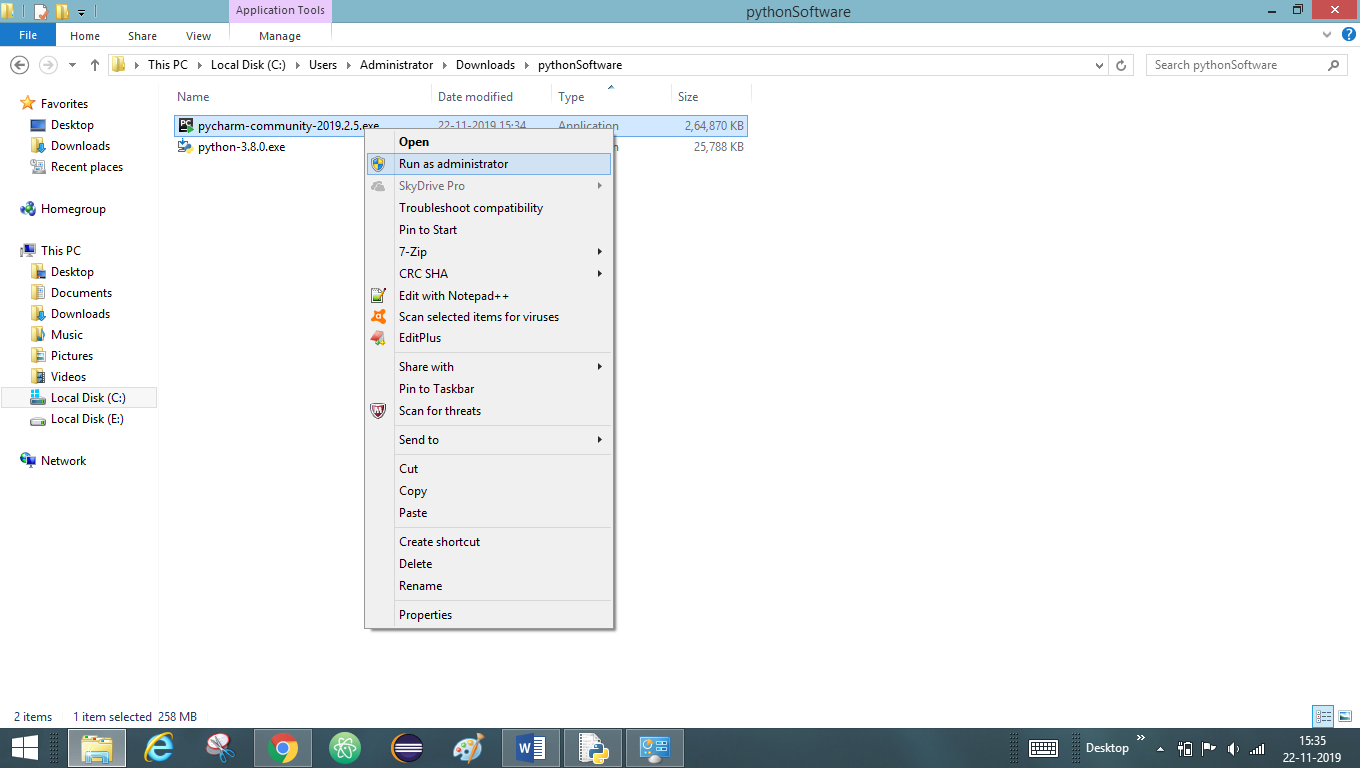 Application Tools
pythonSoftware
File Home Share View Manage
This PC Local Disk (C:) Users Administrator Downloads pythonSoftware
Search pythonSoftware
Favorites
Desktop
Downloads
Recent places
Homegroup
This PC
Desktop
Documents
Downloads
Music
Pictures
Videos
Local Disk (C:)
Local Disk (E:)
Network
Name Date modified Type Size
pycharm-community-2019.2.5.exe 22-11-2019 15:34 Application 2,64,870 KB
python-3.8.0.exe 25,788 KB
Open
Run as administrator
SkyDrive Pro
Troubleshoot compatibility
Pin to Start
7-Zip
CRC SHA
Edit with Notepad++
Scan selected items for viruses
EditPlus
Share with
Pin to Taskbar
Scan for threats
Send to
Cut
Copy
Paste
Create shortcut
Delete
Rename
Properties
2 items 1 item selected 258 MB
Desktop
15:35
22-11-2019